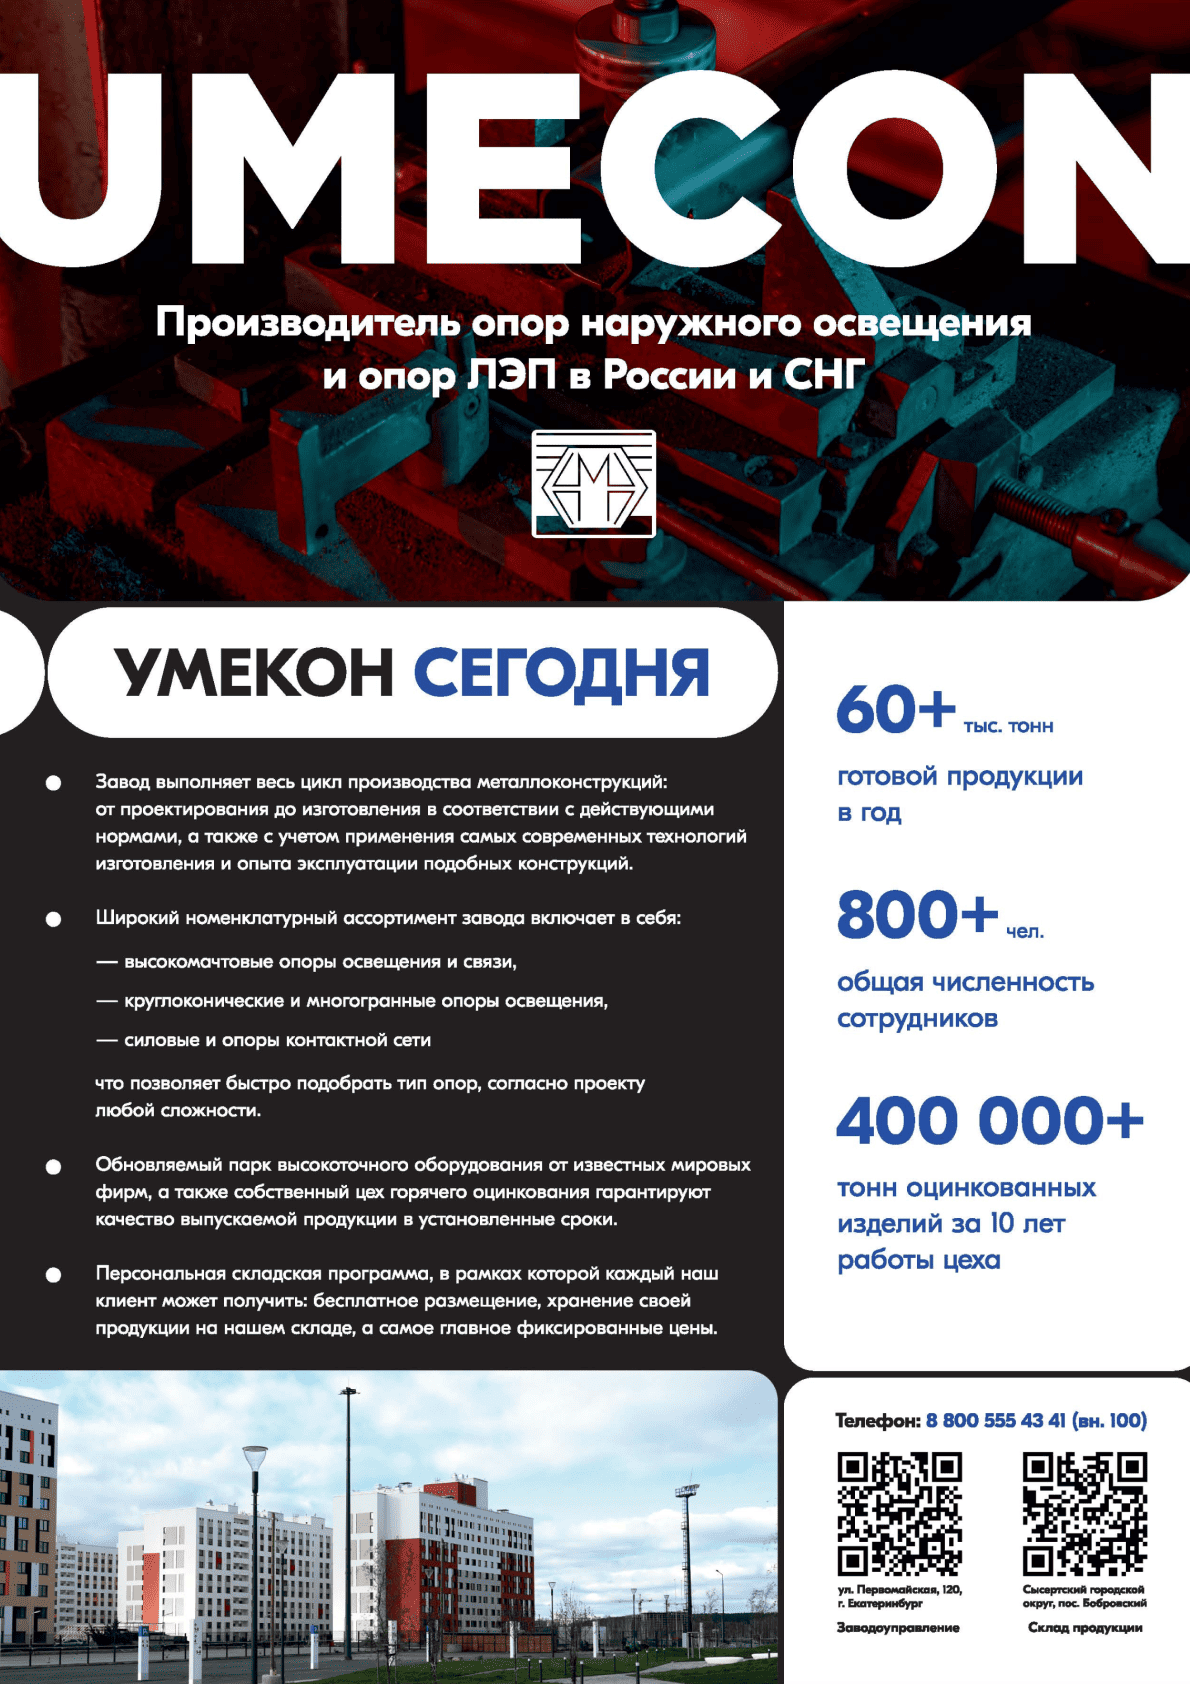 UMECON
Производитель опор наружного освещения
и опор ЛЭП в России и СНГ
УМЕКОН СЕГОДНЯ
Завод выполняет весь цикл производства металлоконструкций:
от проектирования до изготовления в соответствии с действующими
нормами, а также с учетом применения самых современных технологий
изготовления и опыта эксплуатации подобных конструкций.
Широкий номенклатурный ассортимент завода включает в себя:
— высокомачтовые опоры освещения и связи,
— круглоконические и многогранные опоры освещения,
— силовые и опоры контактной сети
что позволяет быстро подобрать тип опор, согласно проекту
любой сложности.
Обновляемый парк высокоточного оборудования от известных мировых
фирм, а также собственный цех горячего оцинкования гарантируют
качество выпускаемой продукции в установленные сроки.
Персональная складская программа, в рамках которой каждый наш
клиент может получить: бесплатное размещение, хранение своей
продукции на нашем складе, а самое главное фиксированные цены.
60+ тыс. тонн
готовой продукции
в год
800+ чел.
общая численность
сотрудников
400 000+
тонн оцинкованных
изделий за 10 лет
работы цеха
Телефон: 8 800 555 43 41 (вн. 100)
ул. Первомайская, 120,
г. Екатеринбург
Заводоуправление
Сысертский городской
округ, пос. Бобровский
Склад продукции